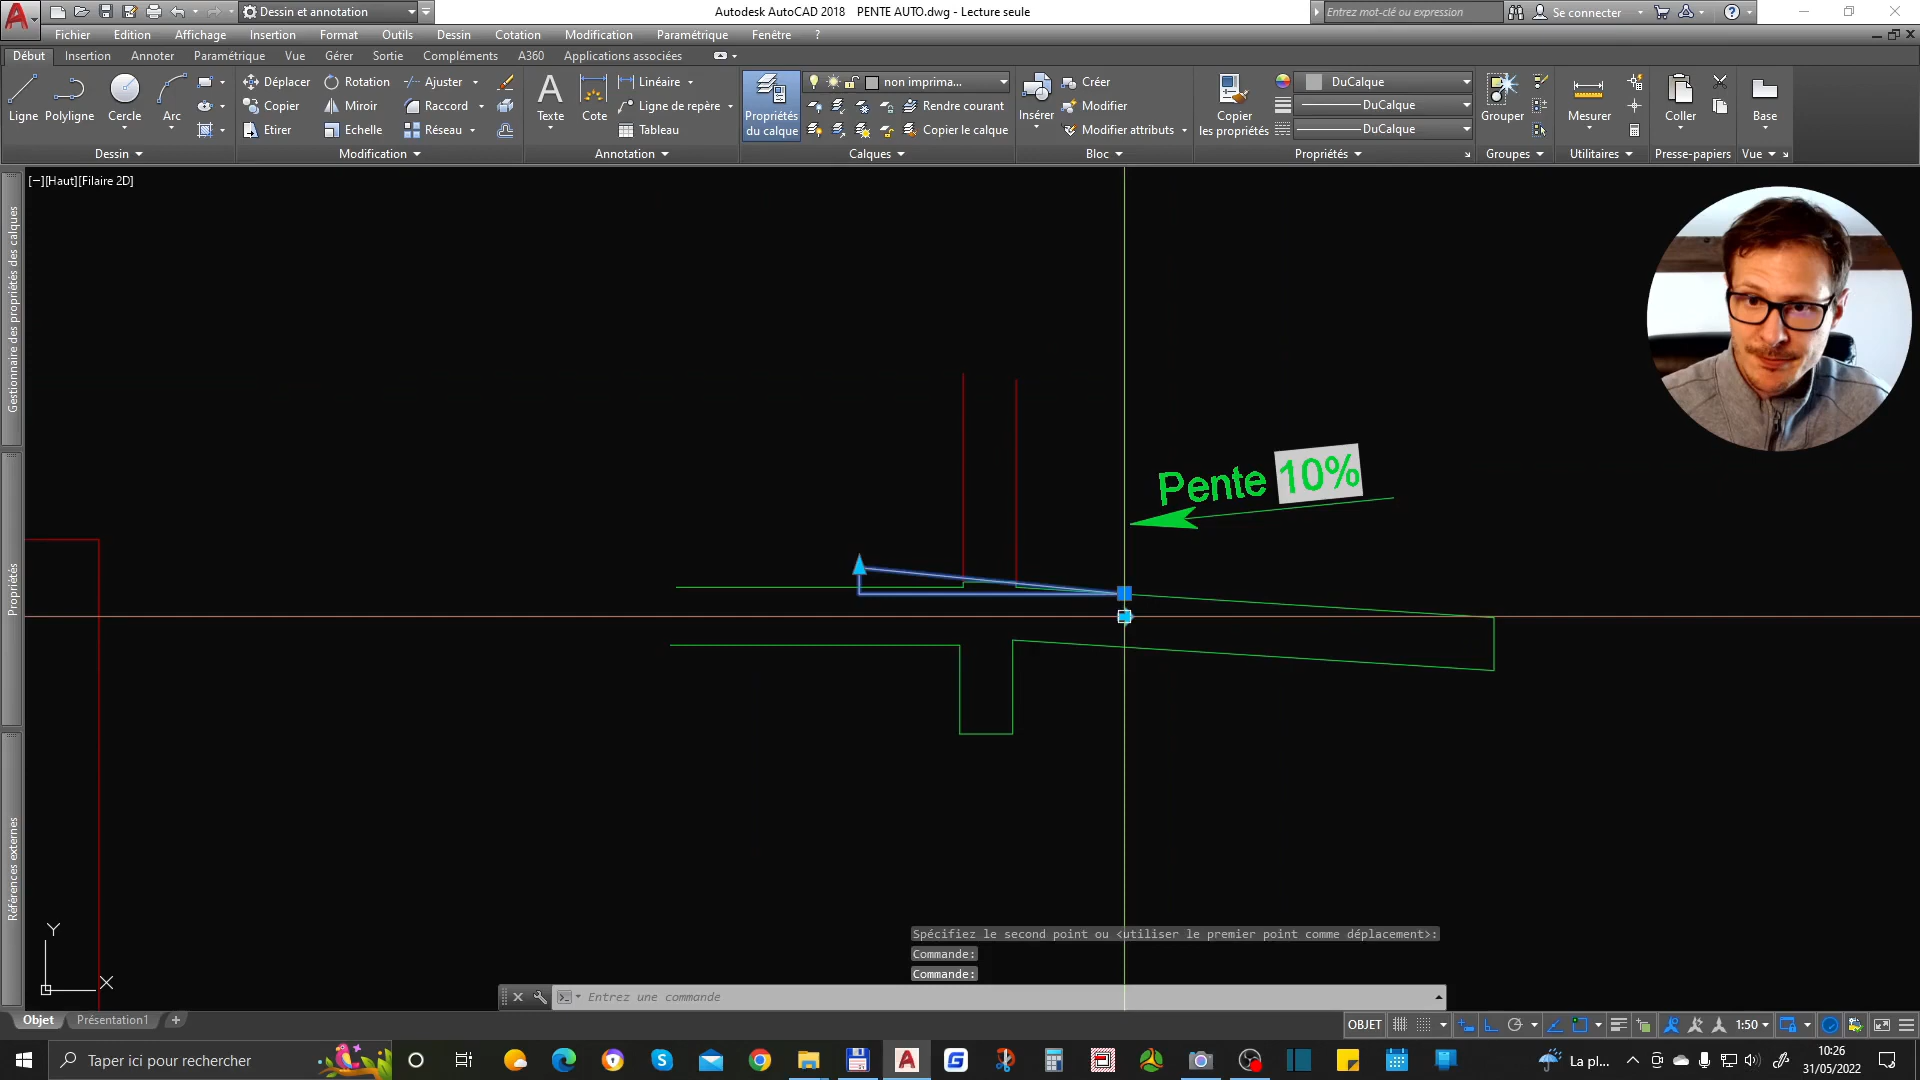 Dessin et annotation
Autodesk AutoCAD 2018 PENTE AUTO.dwg - Lecture seule
Entrez mot-clé ou expression
Se connecter
Fichier Edition Affichage Insertion Format Outils Dessin Cotation Modification Paramétrique Fenêtre ?
Début Insertion Annoter Paramétrique Vue Gérer Sortie Compléments A360 Applications associées
Ligne Polyligne Cercle Arc
Déplacer Rotation Ajuster
Copier Miroir Raccord
Etirer Echelle Réseau
Texte Cote
Linéaire
Ligne de repère
Tableau
Propriétés du calque
non imprima...
Rendre courant
Copier le calque
Insérer
Créer
Modifier
Modifier attributs
Copier les propriétés
DuCalque
DuCalque
DuCalque
Grouper
Mesurer
Coller
Base
Dessin Modification Annotation Calques Bloc Propriétés Groupes Utilitaires Presse-papiers Vue
[−][Haut][Filaire 2D]
Gestionnaire des propriétés des calques
Propriétés
Références externes
Pente 10%
Y
X
Spécifiez le second point ou <utiliser le premier point comme déplacement>:
Commande:
Commande:
Entrez une commande
Objet Présentation1 +
OBJET
1:50
Taper ici pour rechercher
La pl...
10:26
31/05/2022